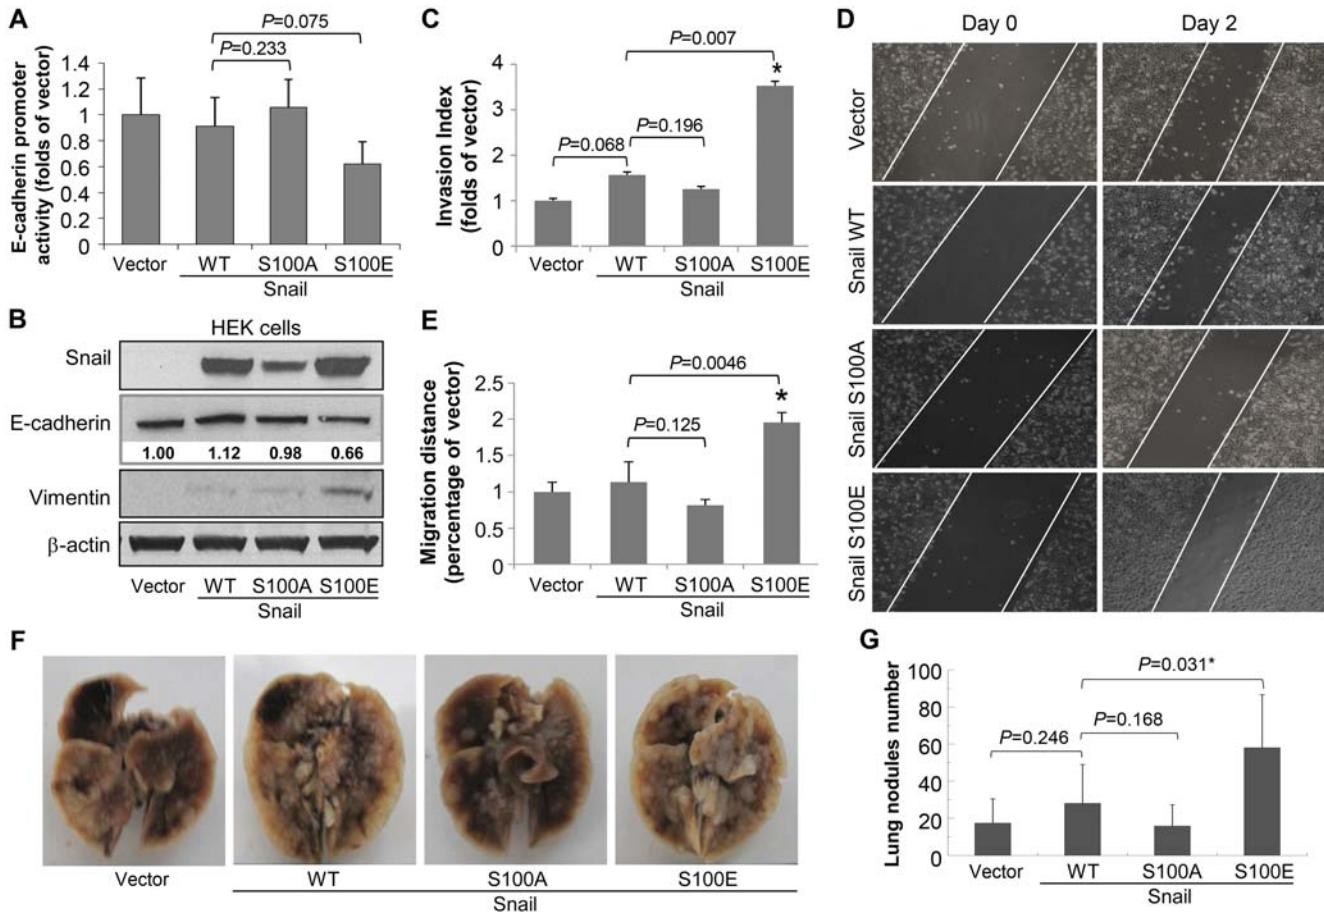 A
P=0.075
P=0.233
E-cadherin promoter
activity (folds of vector)
1.4
1.2
1
0.8
0.6
0.4
0.2
0
Vector
WT
S100A
S100E
Snail
B
HEK cells
Snail
E-cadherin
1.00
1.12
0.98
0.66
Vimentin
β-actin
Vector
WT
S100A
S100E
Snail
C
P=0.007
*
P=0.196
P=0.068
Invasion Index
(folds of vector)
4
3
2
1
0
Vector
WT
S100A
S100E
Snail
D
Day 0
Day 2
Vector
Snail WT
Snail S100A
Snail S100E
E
P=0.0046
*
P=0.125
Migration distance
(percentage of vector)
2.5
2
1.5
1
0.5
0
Vector
WT
S100A
S100E
Snail
F
Vector
WT
S100A
S100E
Snail
G
P=0.031*
P=0.168
P=0.246
Lung nodules number
100
80
60
40
20
0
Vector
WT
S100A
S100E
Snail